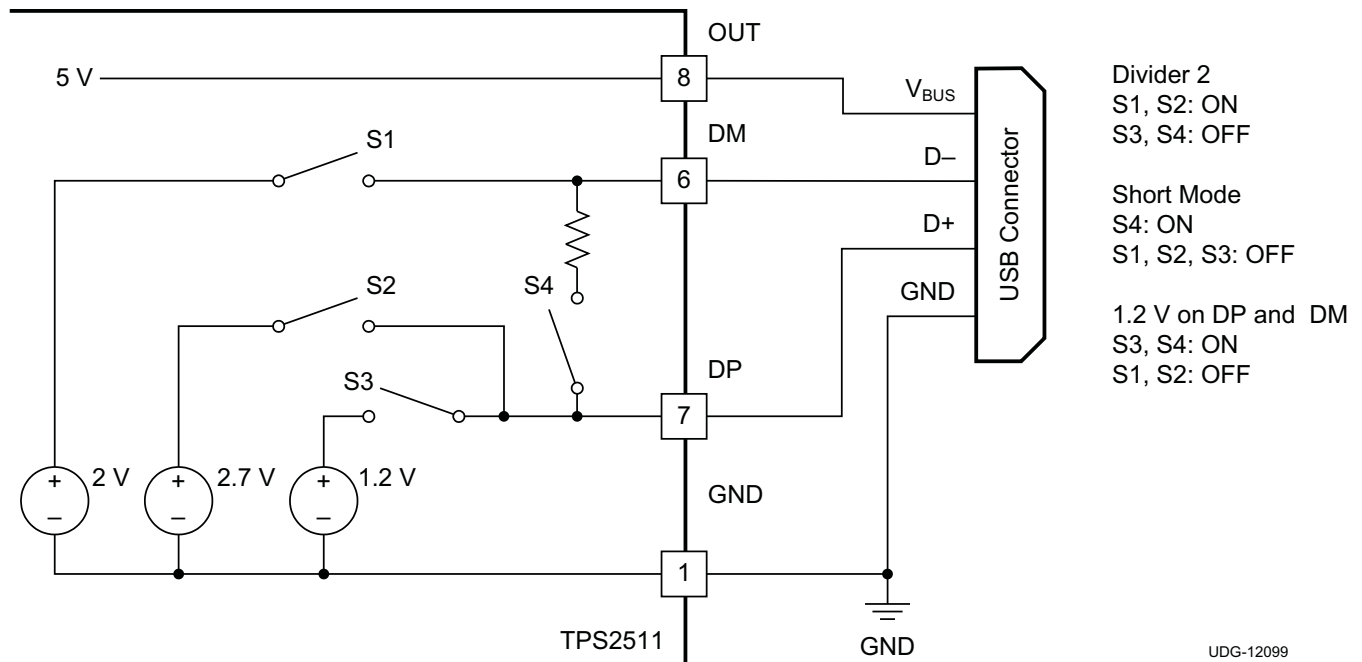 OUT
5 V
8
V_BUS
DM
S1
D–
6
D+
S2
S4
GND
DP
S3
7
+ 2 V
–
+ 2.7 V
–
+ 1.2 V
–
GND
1
TPS2511
GND
USB Connector
Divider 2
S1, S2: ON
S3, S4: OFF
Short Mode
S4: ON
S1, S2, S3: OFF
1.2 V on DP and DM
S3, S4: ON
S1, S2: OFF
UDG-12099